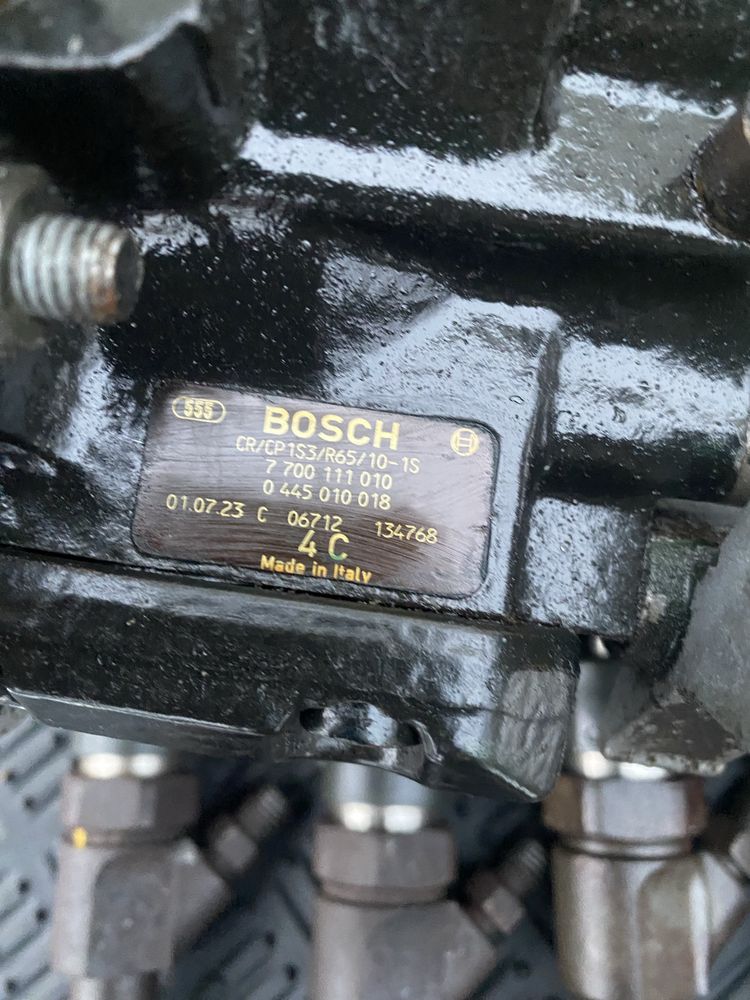 555 BOSCH
CR/CP1S3/R65/10-1S
7 700 111 010
0 445 010 018
01.07.23 C 06712 134768
4 C
Made in Italy